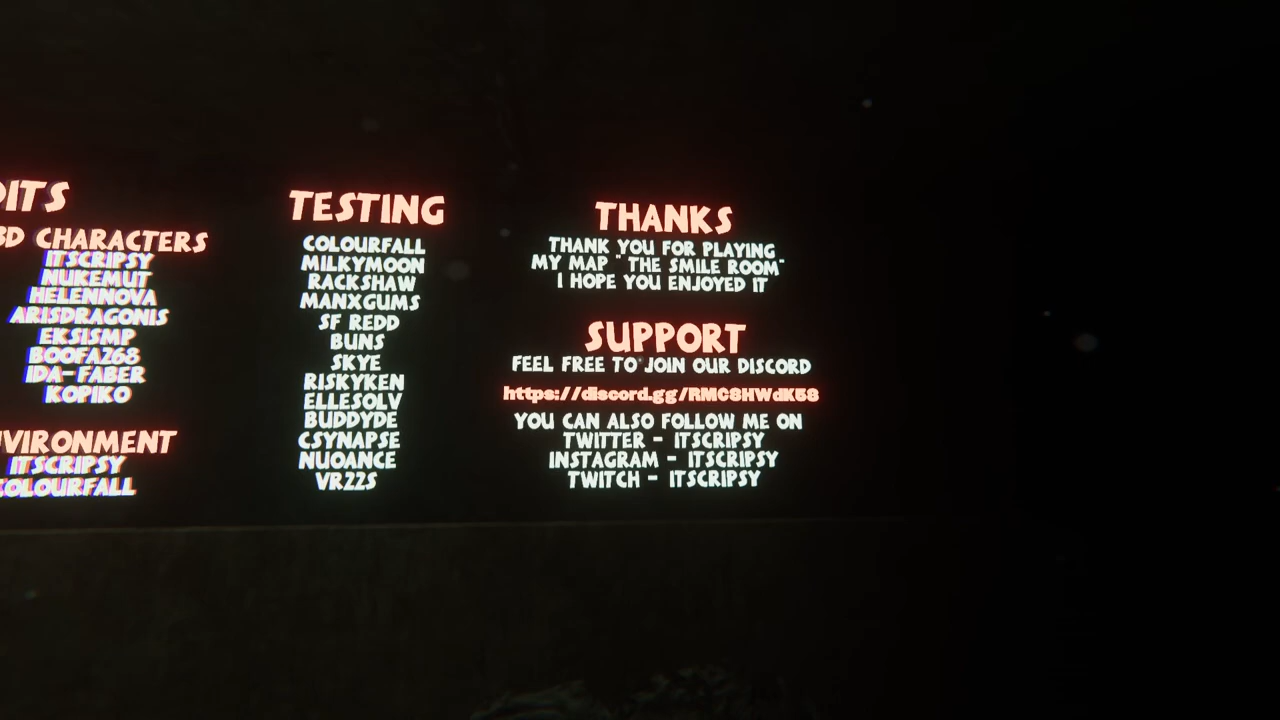 DITS
3D CHARACTERS
ITSCRIPSY
NUKEMUT
HELENNOVA
ARISDRAGONIS
EKSISMP
BOOFA268
IDA-FABER
KOPIKO
NVIRONMENT
ITSCRIPSY
COLOURFALL
TESTING
COLOURFALL
MILKYMOON
RACKSHAW
MANXGUMS
SF REDD
BUNS
SKYE
RISKYKEN
ELLESOLV
BUDDYDE
CSYNAPSE
NUOANCE
VR22S
THANKS
THANK YOU FOR PLAYING
MY MAP " THE SMILE ROOM"
I HOPE YOU ENJOYED IT
SUPPORT
FEEL FREE TO JOIN OUR DISCORD
https://discord.gg/RMC8HWdK58
YOU CAN ALSO FOLLOW ME ON
TWITTER - ITSCRIPSY
INSTAGRAM - ITSCRIPSY
TWITCH - ITSCRIPSY